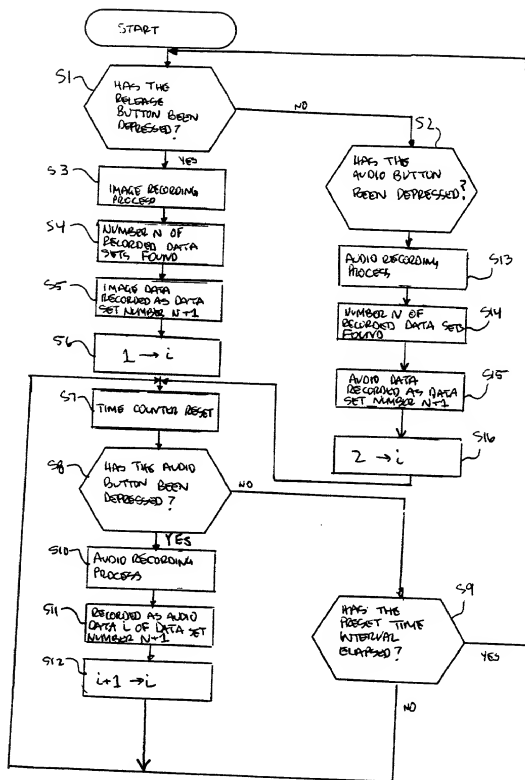 START
S1
HAS THE
RELEASE
BUTTON BEEN
DEPRESSED?
NO
YES
S2
HAS THE
AUDIO BUTTON
BEEN DEPRESSED?
S3
IMAGE RECORDING
PROCESS
S4
NUMBER N OF
RECORDED DATA
SETS FOUND
S5
IMAGE DATA
RECORDED AS DATA
SET NUMBER N+1
S6
1 → i
S13
AUDIO RECORDING
PROCESS
S14
NUMBER N OF
RECORDED DATA SETS
FOUND
S15
AUDIO DATA
RECORDED AS DATA
SET NUMBER N+1
S16
2 → i
S7
TIME COUNTER RESET
S8
HAS THE AUDIO
BUTTON BEEN
DEPRESSED?
NO
YES
S10
AUDIO RECORDING
PROCESS
S11
RECORDED AS AUDIO
DATA i OF DATA SET
NUMBER N+1
S12
i+1 → i
S9
HAS THE
PRESET TIME
INTERVAL
ELAPSED?
YES
NO